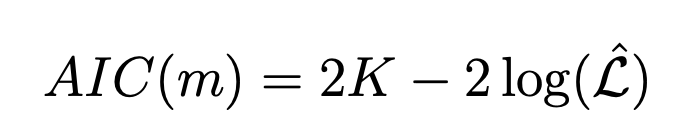 AIC(m) = 2K − 2 log(ℒ̂)